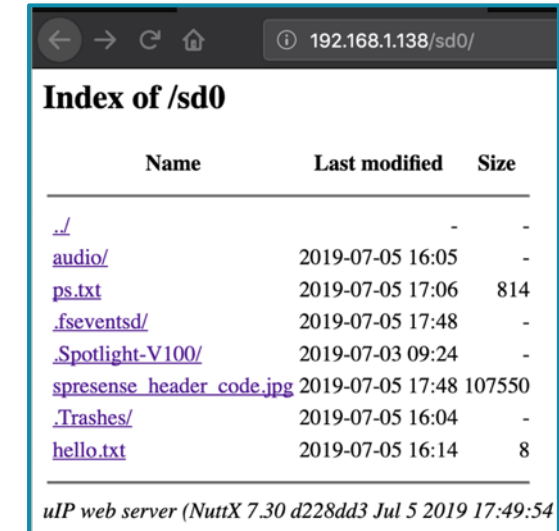 192.168.1.138/sd0/
Index of /sd0
Name Last modified Size
../ - -
audio/ 2019-07-05 16:05 -
ps.txt 2019-07-05 17:06 814
.fseventsd/ 2019-07-05 17:48 -
.Spotlight-V100/ 2019-07-03 09:24 -
spresense_header_code.jpg 2019-07-05 17:48 107550
.Trashes/ 2019-07-05 16:04 -
hello.txt 2019-07-05 16:14 8
uIP web server (NuttX 7.30 d228dd3 Jul 5 2019 17:49:54